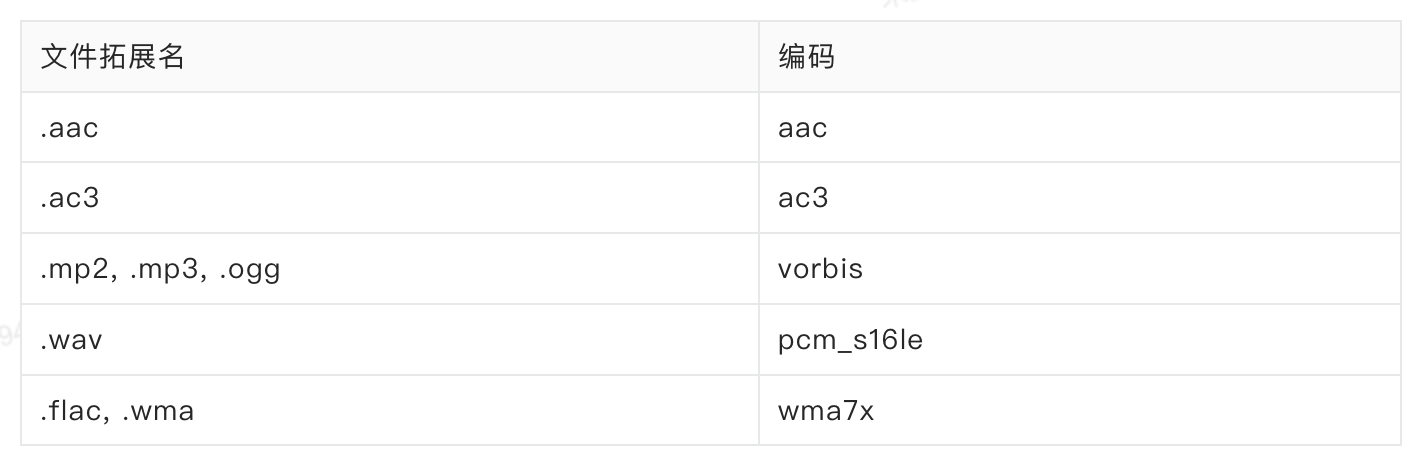 文件拓展名 编码
.aac aac
.ac3 ac3
.mp2, .mp3, .ogg vorbis
.wav pcm_s16le
.flac, .wma wma7x